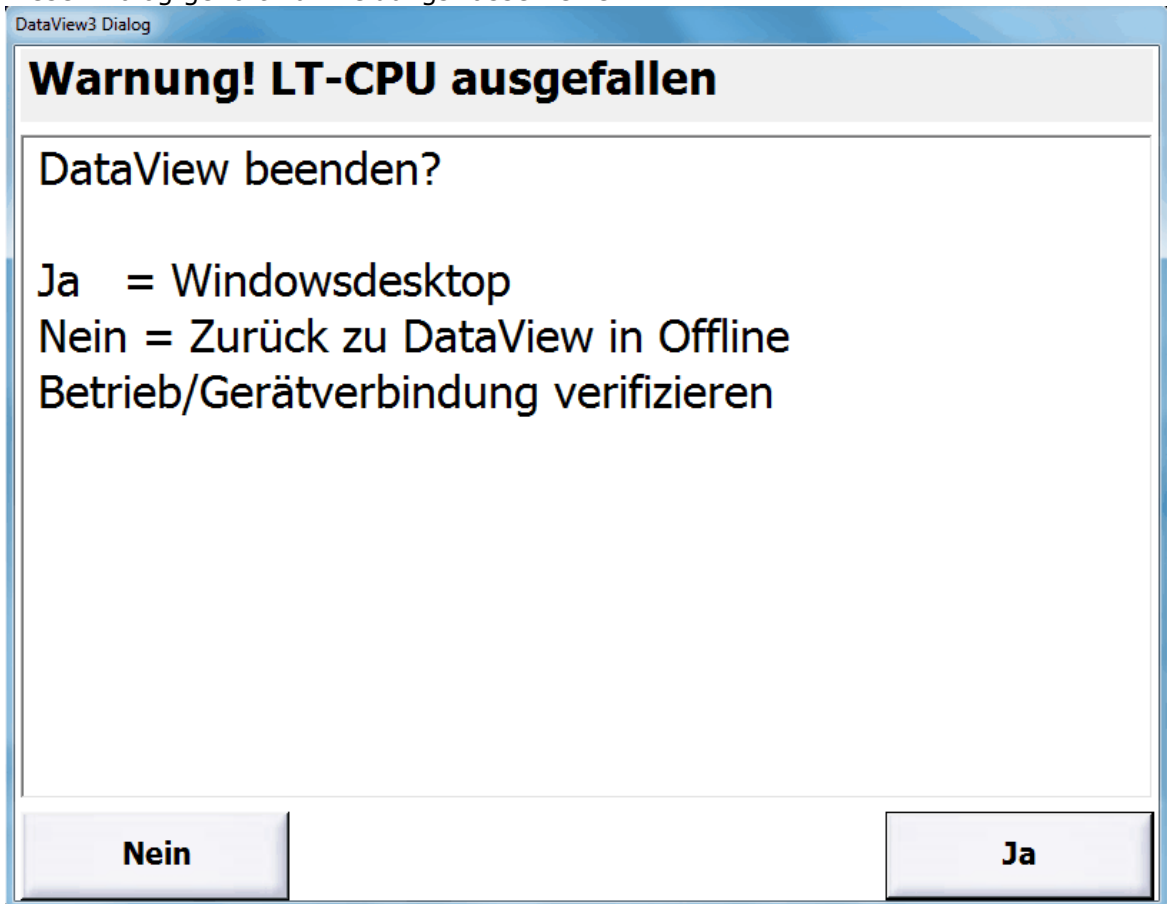 DataView3 Dialog
Warnung! LT-CPU ausgefallen
DataView beenden?
Ja = Windowsdesktop
Nein = Zurück zu DataView in Offline
Betrieb/Gerätverbindung verifizieren
Nein
Ja